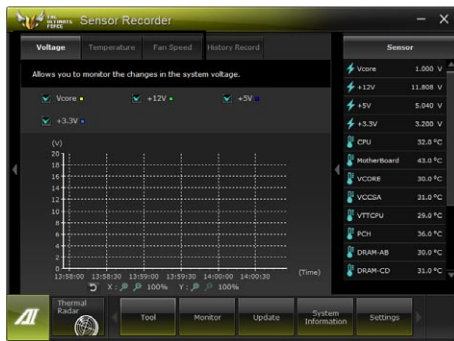 THE ULTIMATE FORCE
Sensor Recorder
Voltage
Temperature
Fan Speed
History Record
Allows you to monitor the changes in the system voltage.
Vcore
+12V
+5V
+3.3V
(V)
20
18
16
14
12
10
8
6
4
2
0
13:58:00 13:58:30 13:59:00 13:59:30 14:00:00 14:00:30
(Time)
X : 100% Y : 100%
Sensor
Vcore 1.000 V
+12V 11.808 V
+5V 5.040 V
+3.3V 3.200 V
CPU 32.0 °C
MotherBoard 43.0 °C
VCORE 30.0 °C
VCCSA 31.0 °C
VTTCPU 29.0 °C
PCH 36.0 °C
DRAM-AB 30.0 °C
DRAM-CD 31.0 °C
Thermal
Radar
Tool
Monitor
Update
System
Information
Settings